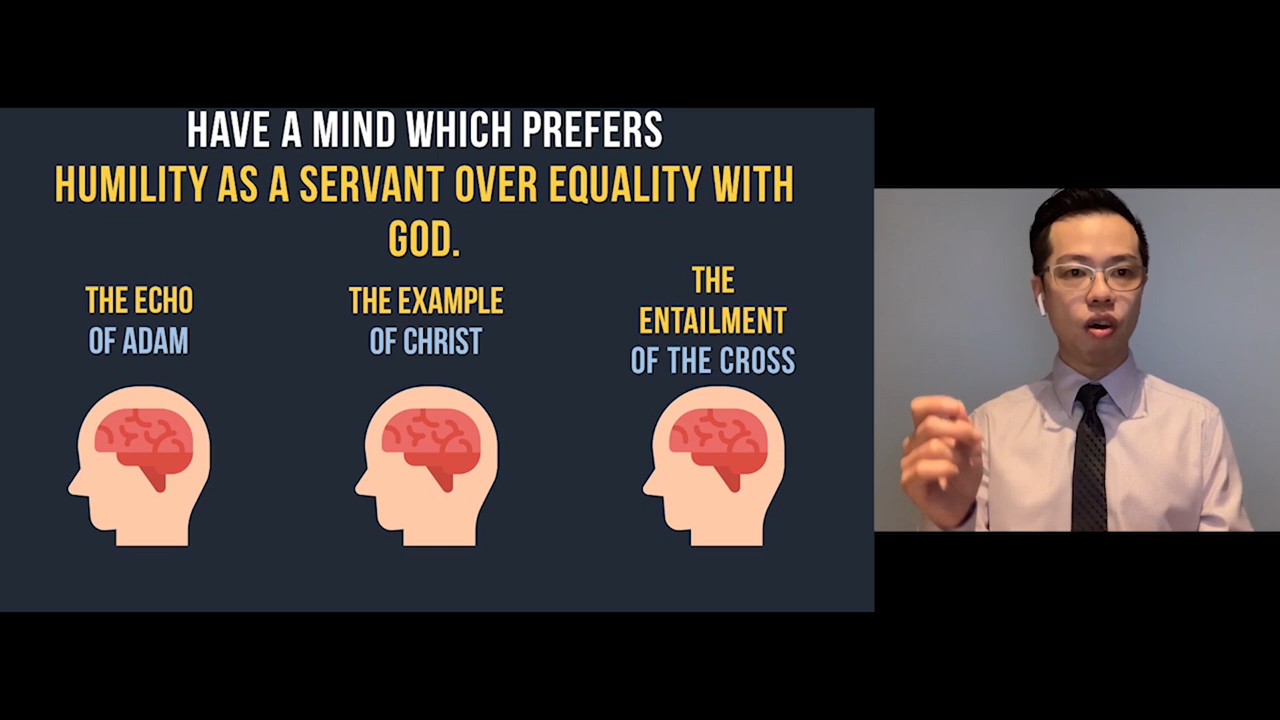 HAVE A MIND WHICH PREFERS
HUMILITY AS A SERVANT OVER EQUALITY WITH
GOD.
THE ECHO
OF ADAM
THE EXAMPLE
OF CHRIST
THE
ENTAILMENT
OF THE CROSS